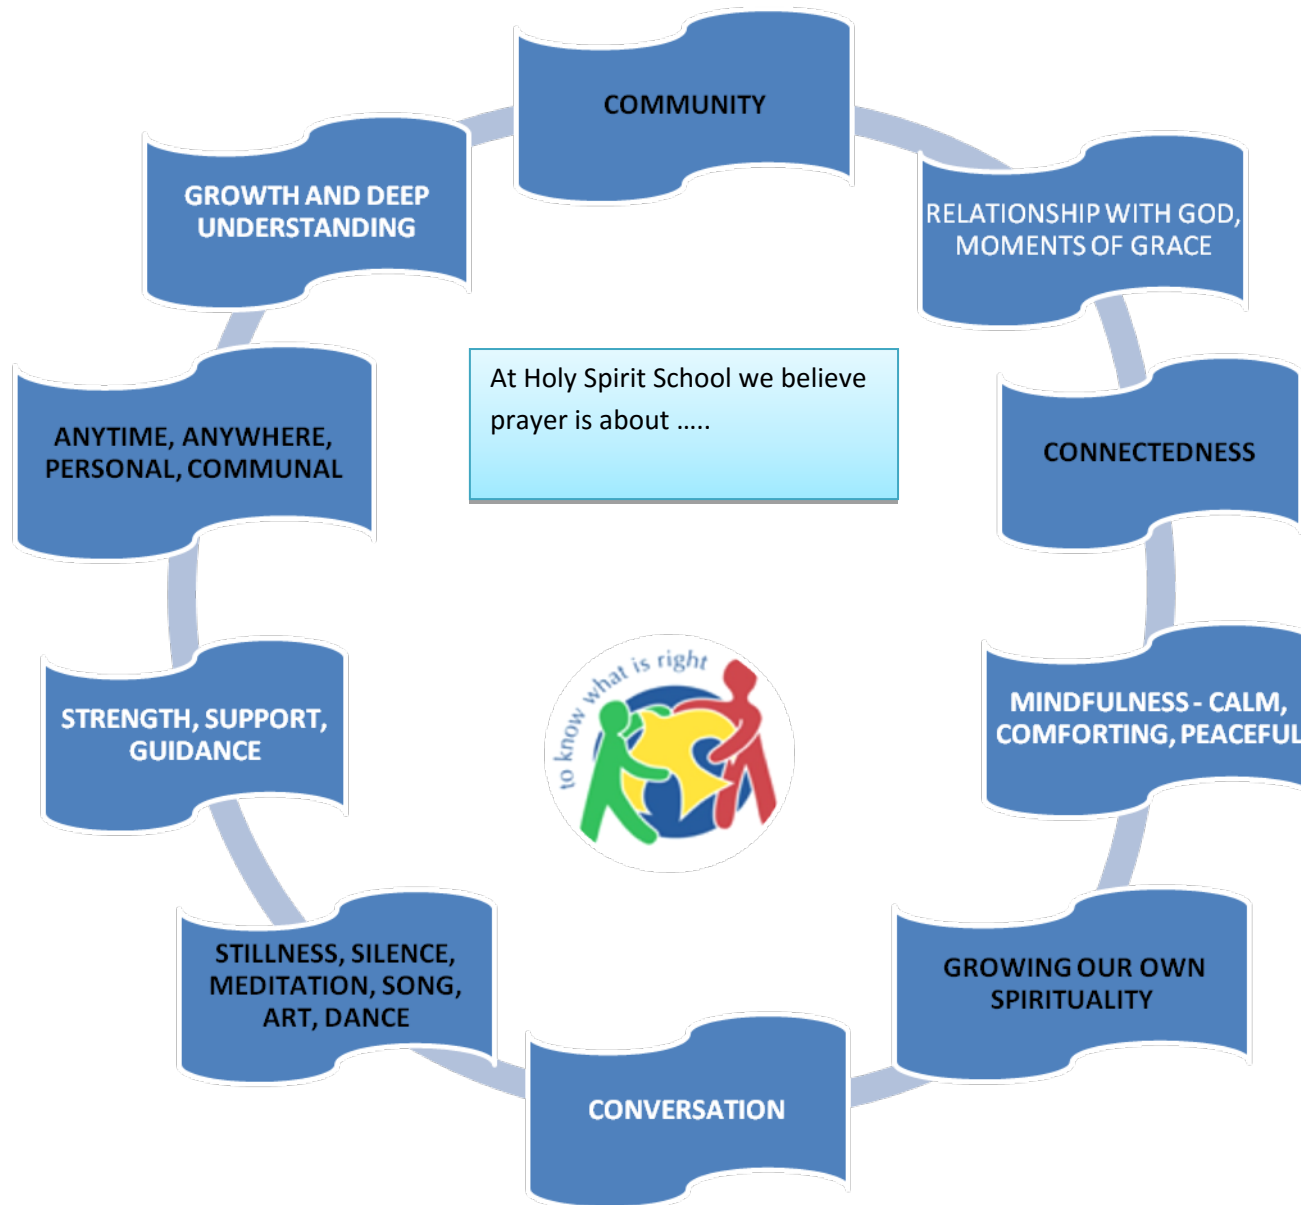 COMMUNITY
RELATIONSHIP WITH GOD,
MOMENTS OF GRACE
CONNECTEDNESS
MINDFULNESS - CALM,
COMFORTING, PEACEFUL
GROWING OUR OWN
SPIRITUALITY
CONVERSATION
STILLNESS, SILENCE,
MEDITATION, SONG,
ART, DANCE
STRENGTH, SUPPORT,
GUIDANCE
ANYTIME, ANYWHERE,
PERSONAL, COMMUNAL
GROWTH AND DEEP
UNDERSTANDING
At Holy Spirit School we believe
prayer is about …..
to know what is right